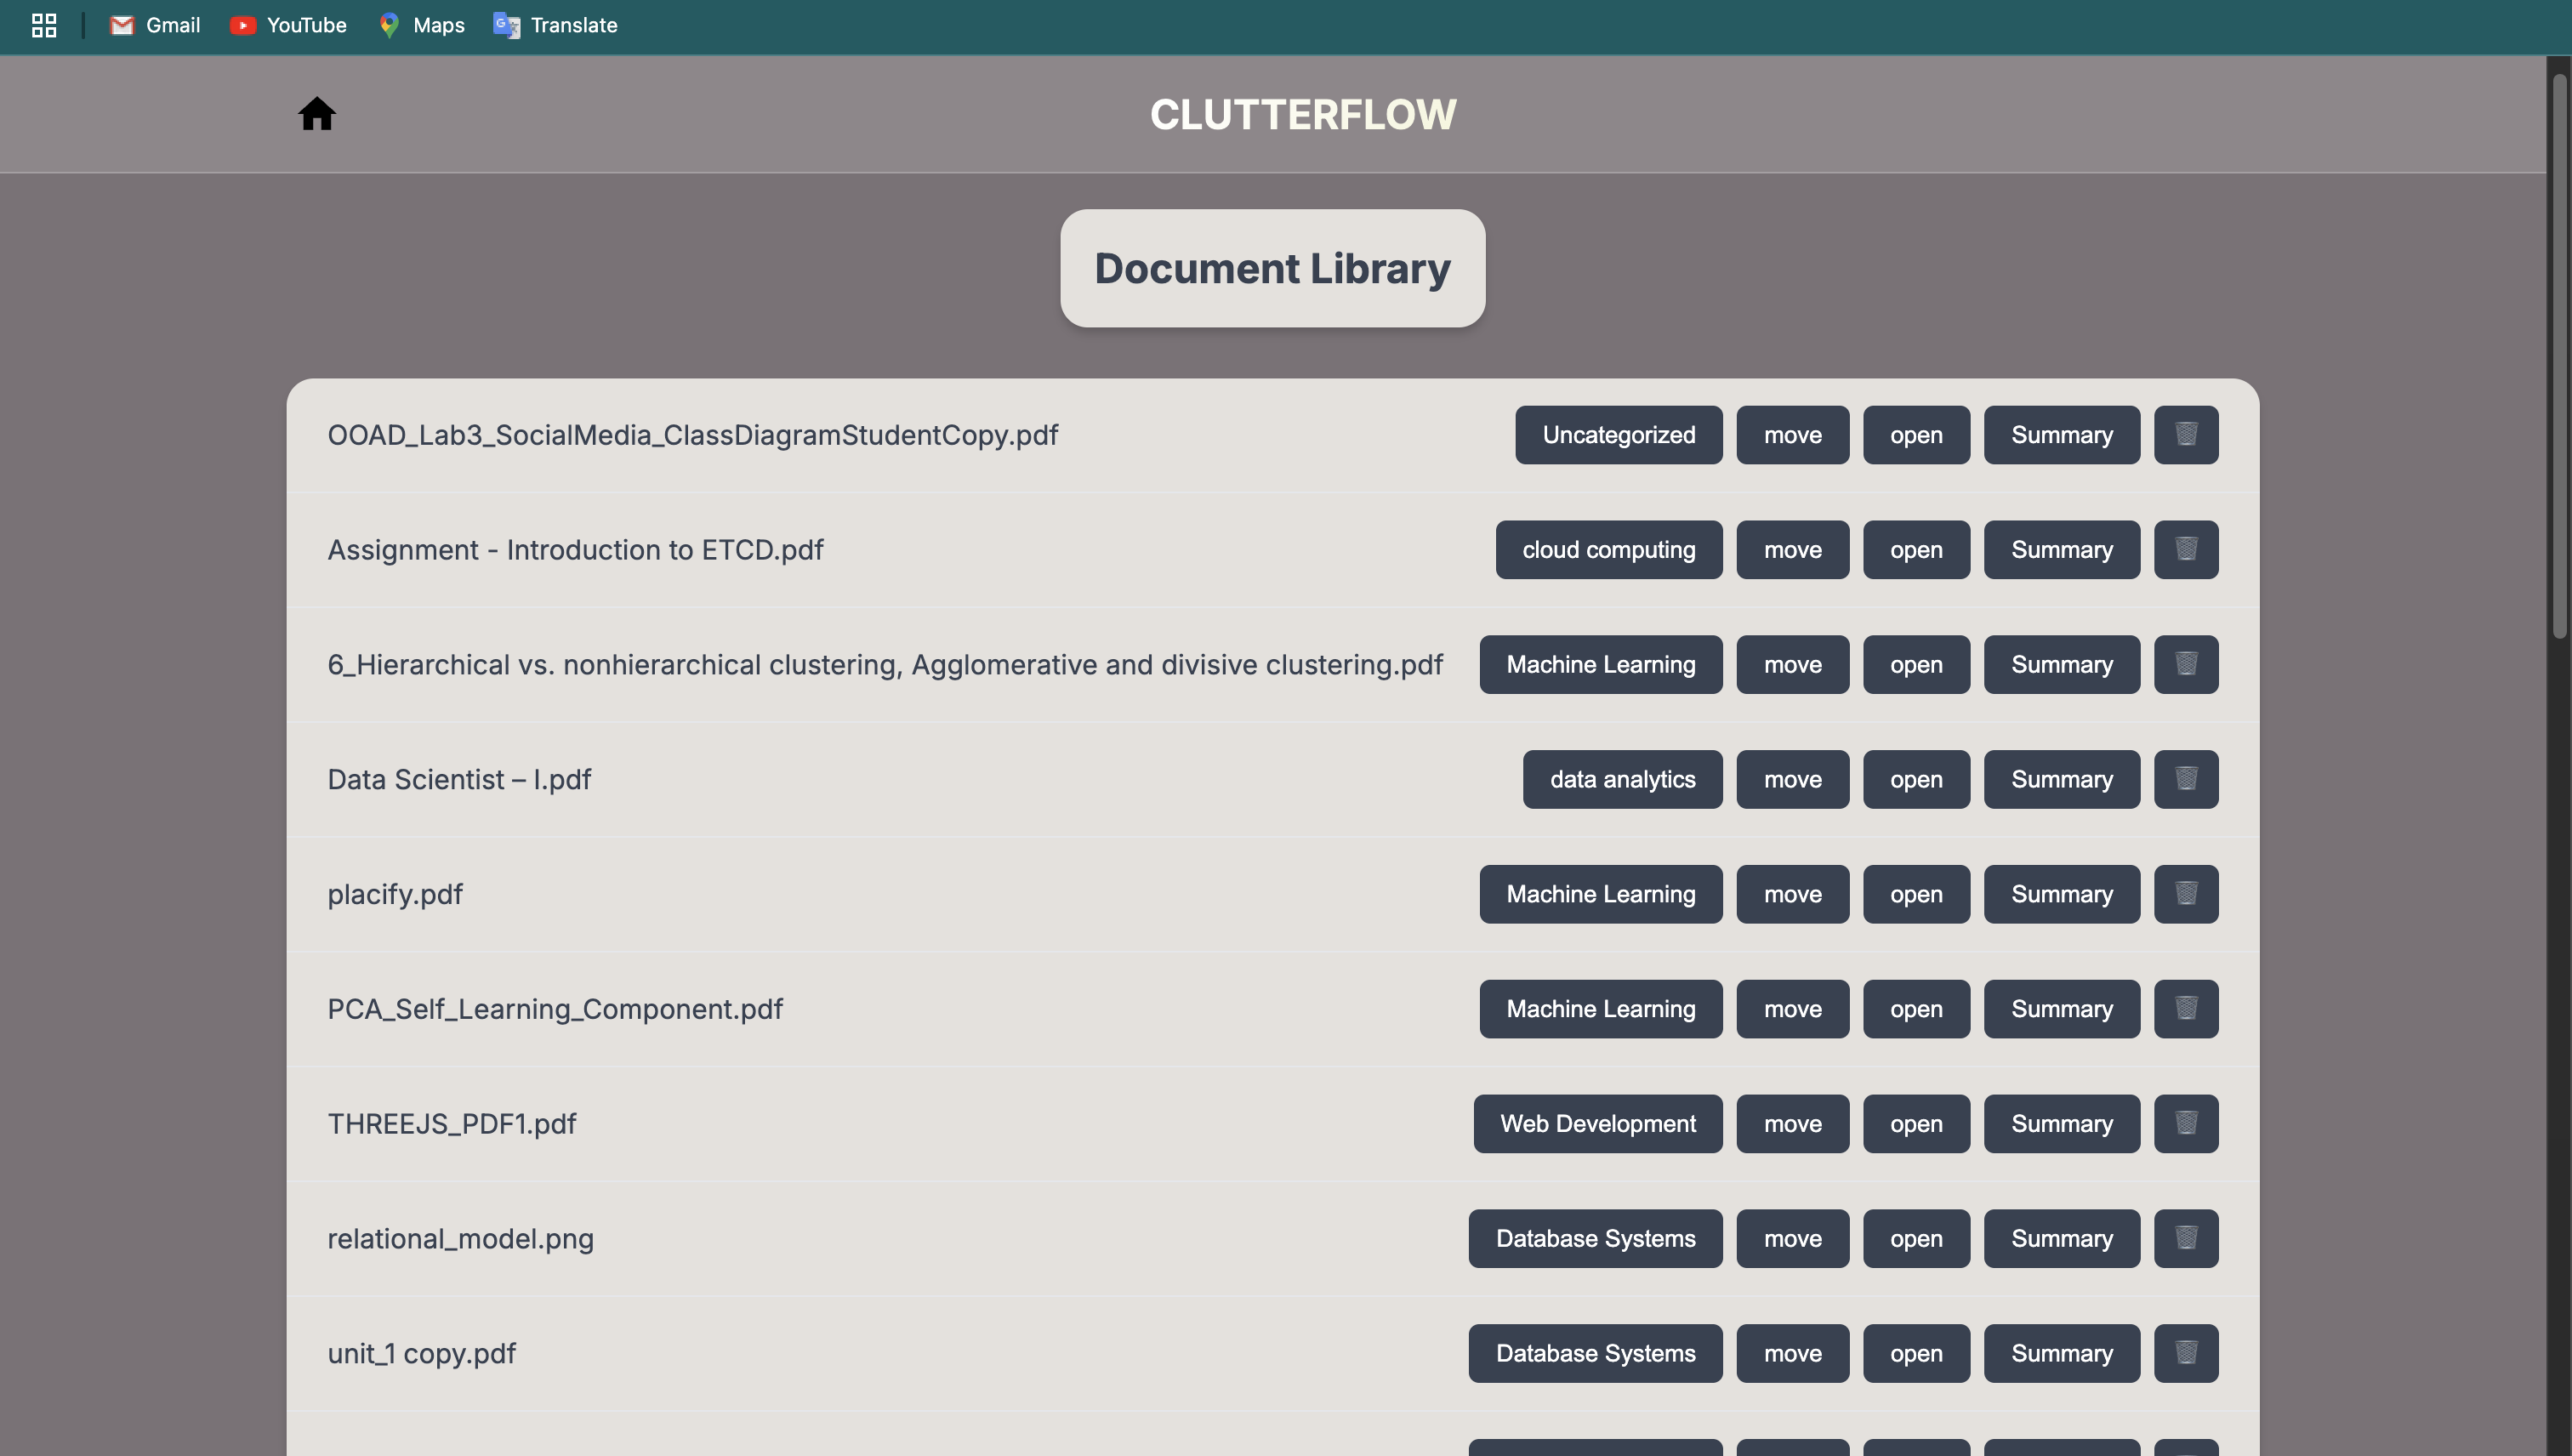 Gmail YouTube Maps Translate
CLUTTERFLOW
Document Library
OOAD_Lab3_SocialMedia_ClassDiagramStudentCopy.pdf Uncategorized move open Summary
Assignment - Introduction to ETCD.pdf cloud computing move open Summary
6_Hierarchical vs. nonhierarchical clustering, Agglomerative and divisive clustering.pdf Machine Learning move open Summary
Data Scientist – I.pdf data analytics move open Summary
placify.pdf Machine Learning move open Summary
PCA_Self_Learning_Component.pdf Machine Learning move open Summary
THREEJS_PDF1.pdf Web Development move open Summary
relational_model.png Database Systems move open Summary
unit_1 copy.pdf Database Systems move open Summary